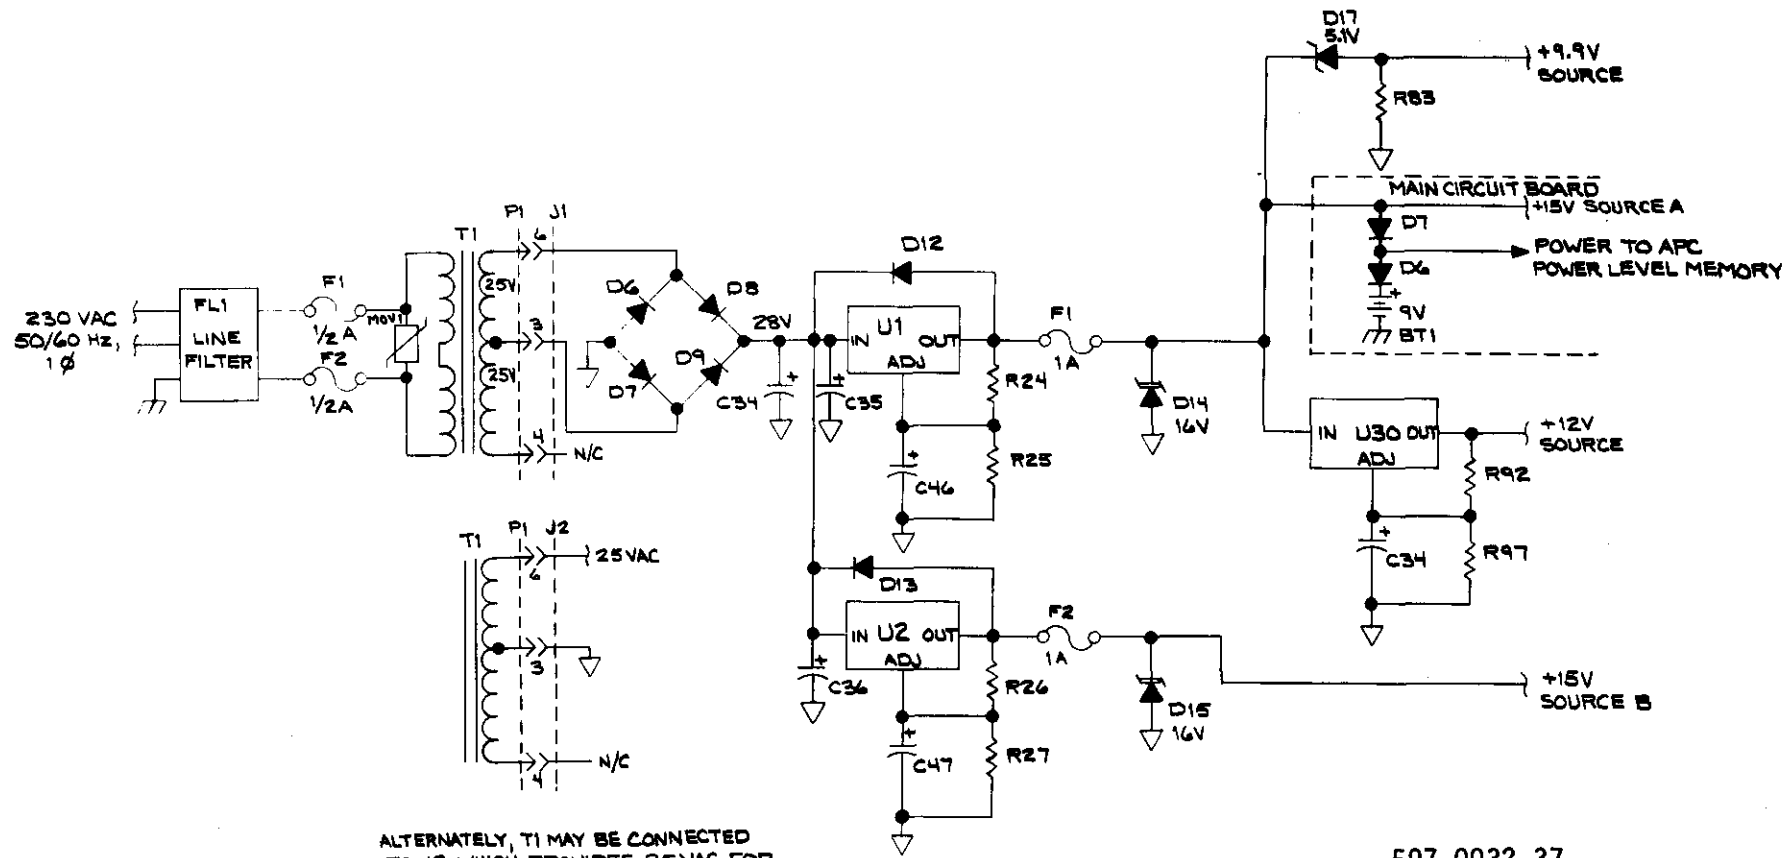 D17
5.1V
+9.9V
SOURCE
R83
MAIN CIRCUIT BOARD
+15V SOURCE A
D7
POWER TO APC
POWER LEVEL MEMORY
D6
+
9V
BT1
230 VAC
50/60 Hz,
1Ø
FL1
LINE
FILTER
F1
1/2 A
MOV1
F2
1/2A
T1
P1
J1
6
25V
3
25V
4
N/C
D6
D8
D7
D9
28V
+
C34
+
C35
D12
U1
IN
OUT
ADJ
R24
R25
+
C46
F1
1A
D14
16V
IN
U30
OUT
ADJ
+12V
SOURCE
R92
R97
+
C34
T1
P1
J2
6
25VAC
3
4
N/C
D13
IN
U2
OUT
ADJ
+
C36
R26
R27
+
C47
F2
1A
D15
16V
+15V
SOURCE B
ALTERNATELY, T1 MAY BE CONNECTED
597-0032-37